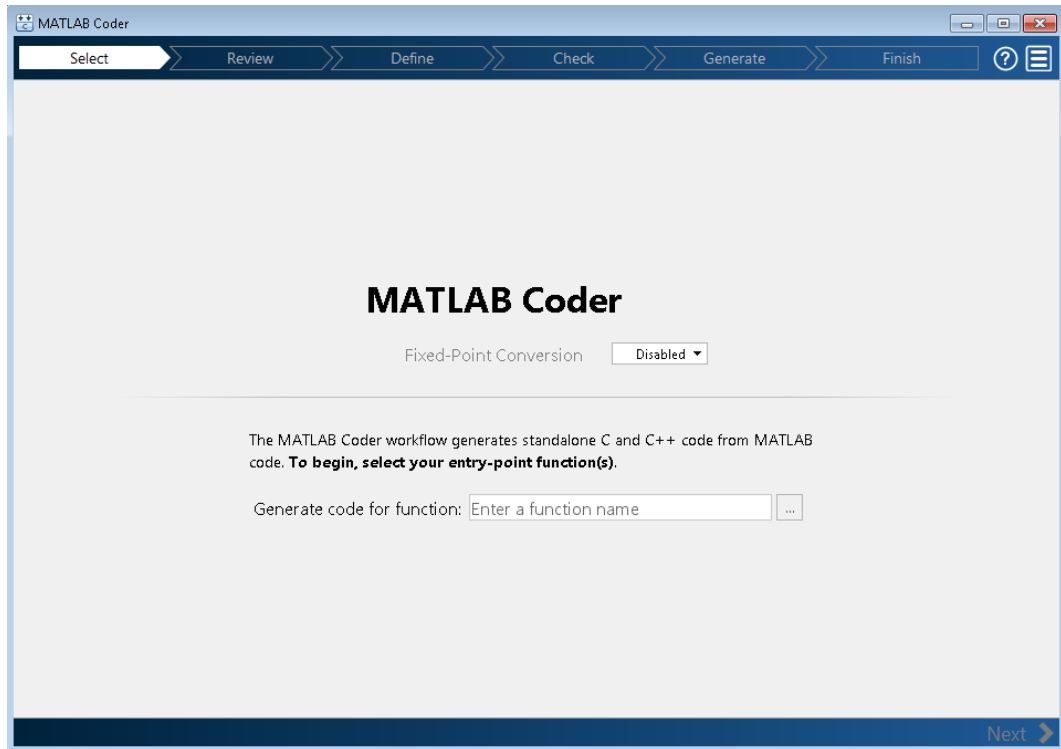 MATLAB Coder
Select Review Define Check Generate Finish
MATLAB Coder
Fixed-Point Conversion Disabled
The MATLAB Coder workflow generates standalone C and C++ code from MATLAB
code. To begin, select your entry-point function(s).
Generate code for function: Enter a function name ...
Next